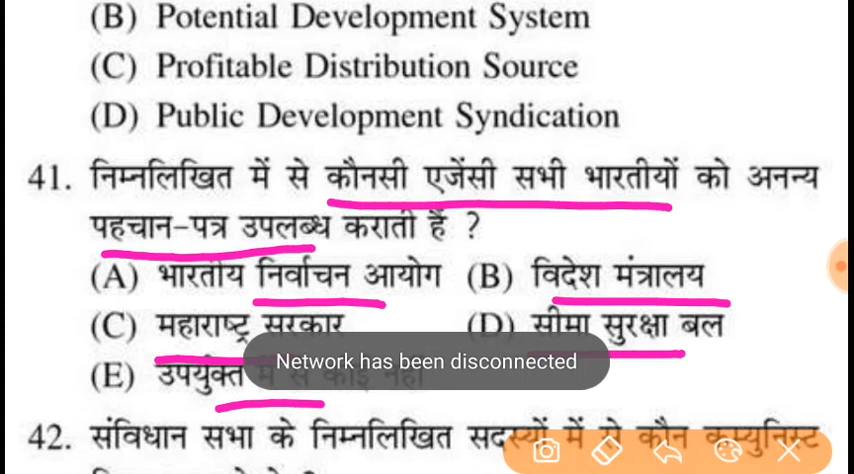 (B) Potential Development System
(C) Profitable Distribution Source
(D) Public Development Syndication
41. निम्नलिखित में से कौनसी एजेंसी सभी भारतीयों को अनन्य
पहचान-पत्र उपलब्ध कराती हैं ?
(A) भारतीय निर्वाचन आयोग (B) विदेश मंत्रालय
(C) महाराष्ट्र सरकार (D) सीमा सुरक्षा बल
Network has been disconnected
(E) उपर्युक्त में से कोई नहीं
42. संविधान सभा के निम्नलिखित सदस्यों में से कौन कम्युनिस्ट